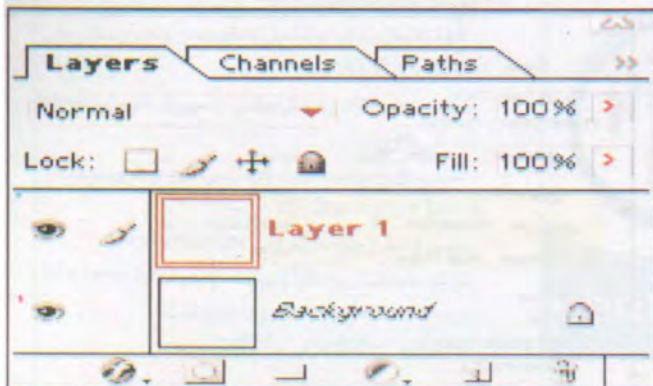 Layers Channels Paths >>
Normal Opacity: 100% >
Lock: Fill: 100% >
Layer 1
Background